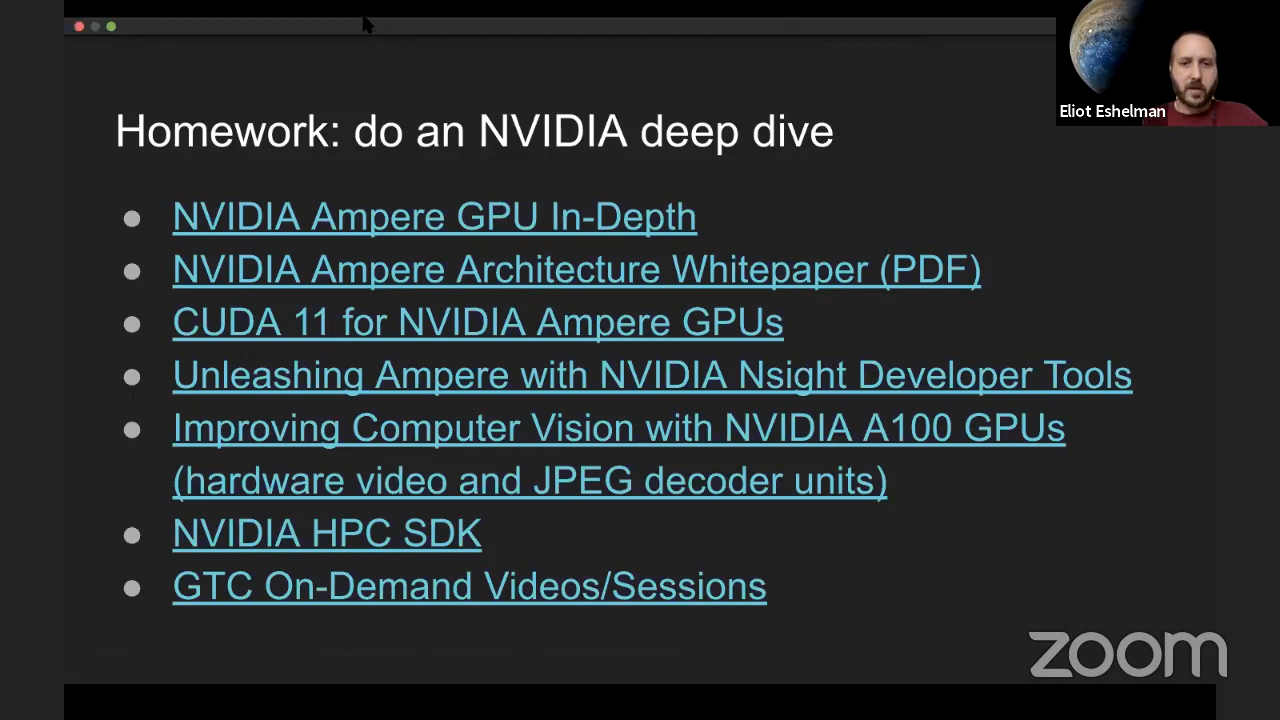 Eliot Eshelman
Homework: do an NVIDIA deep dive
● NVIDIA Ampere GPU In-Depth
● NVIDIA Ampere Architecture Whitepaper (PDF)
● CUDA 11 for NVIDIA Ampere GPUs
● Unleashing Ampere with NVIDIA Nsight Developer Tools
● Improving Computer Vision with NVIDIA A100 GPUs
(hardware video and JPEG decoder units)
● NVIDIA HPC SDK
● GTC On-Demand Videos/Sessions
zoom